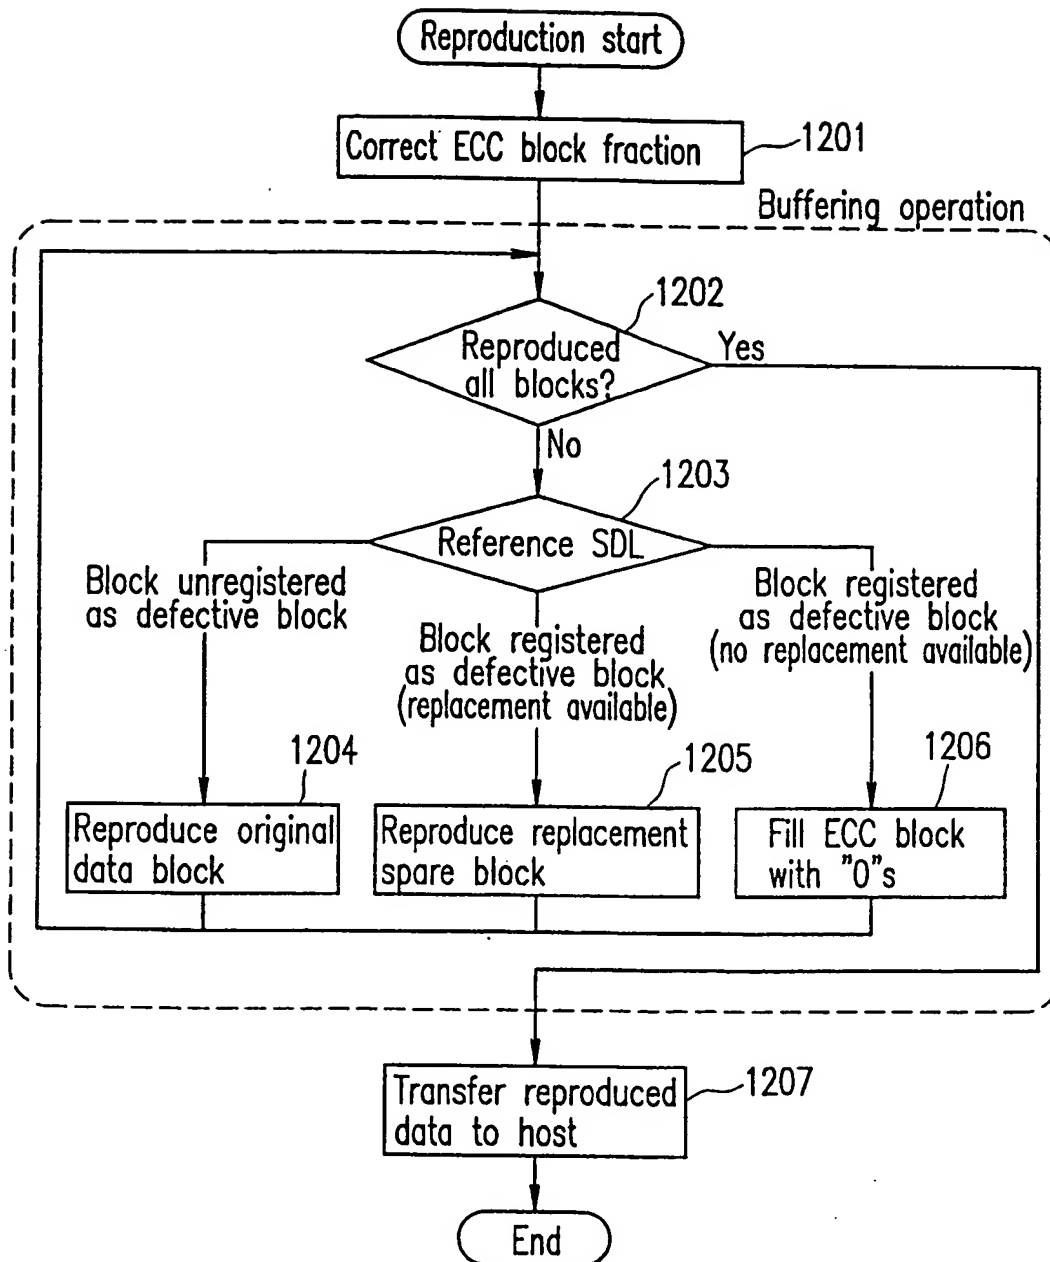 Reproduction start
Correct ECC block fraction
1201
Buffering operation
1202
Reproduced
all blocks?
Yes
No
1203
Reference SDL
Block unregistered
as defective block
Block registered
as defective block
(replacement available)
Block registered
as defective block
(no replacement available)
1204
Reproduce original
data block
1205
Reproduce replacement
spare block
1206
Fill ECC block
with "0"s
Transfer reproduced
data to host
1207
End